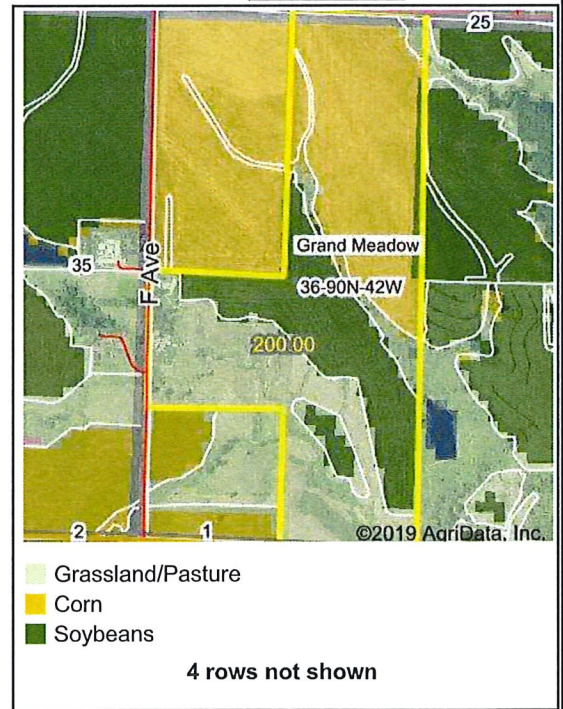 25
F Ave
Grand Meadow
35
36-90N-42W
200.00
2
1
©2019 AgriData, Inc.
Grassland/Pasture
Corn
Soybeans
4 rows not shown